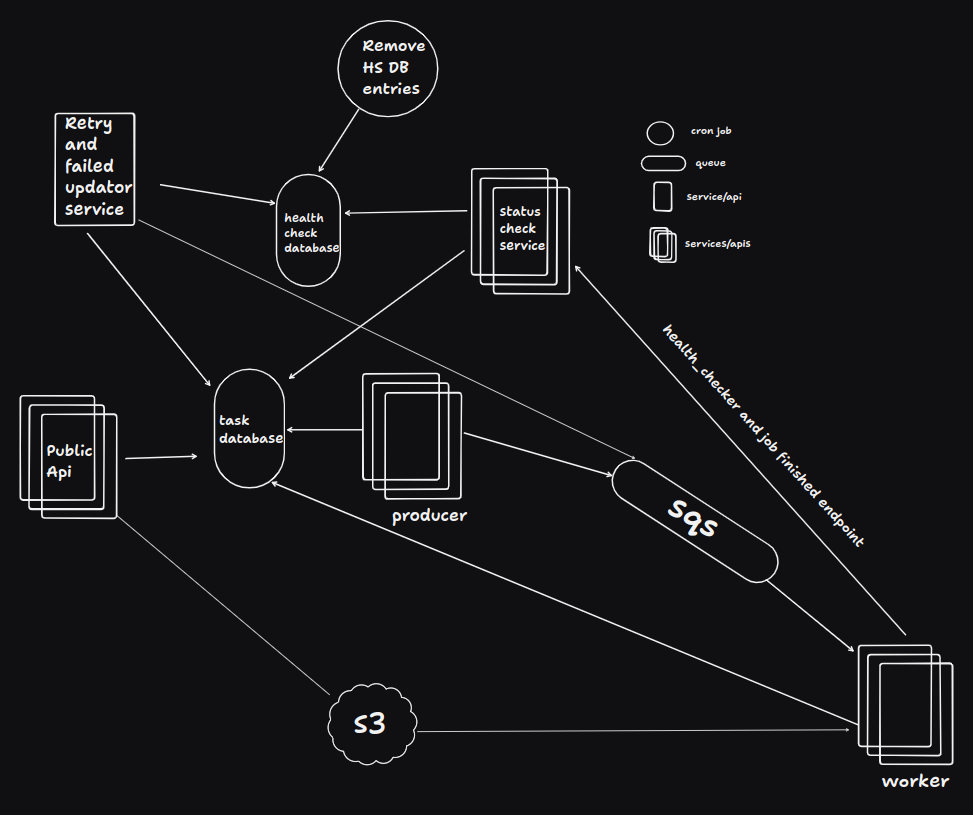 Remove
HS DB
entries
Retry
and
failed
updator
service
cron job
queue
service/api
services/apis
health
check
database
status
check
service
health_checker and job finished endpoint
task
database
Public
Api
producer
sqs
s3
worker